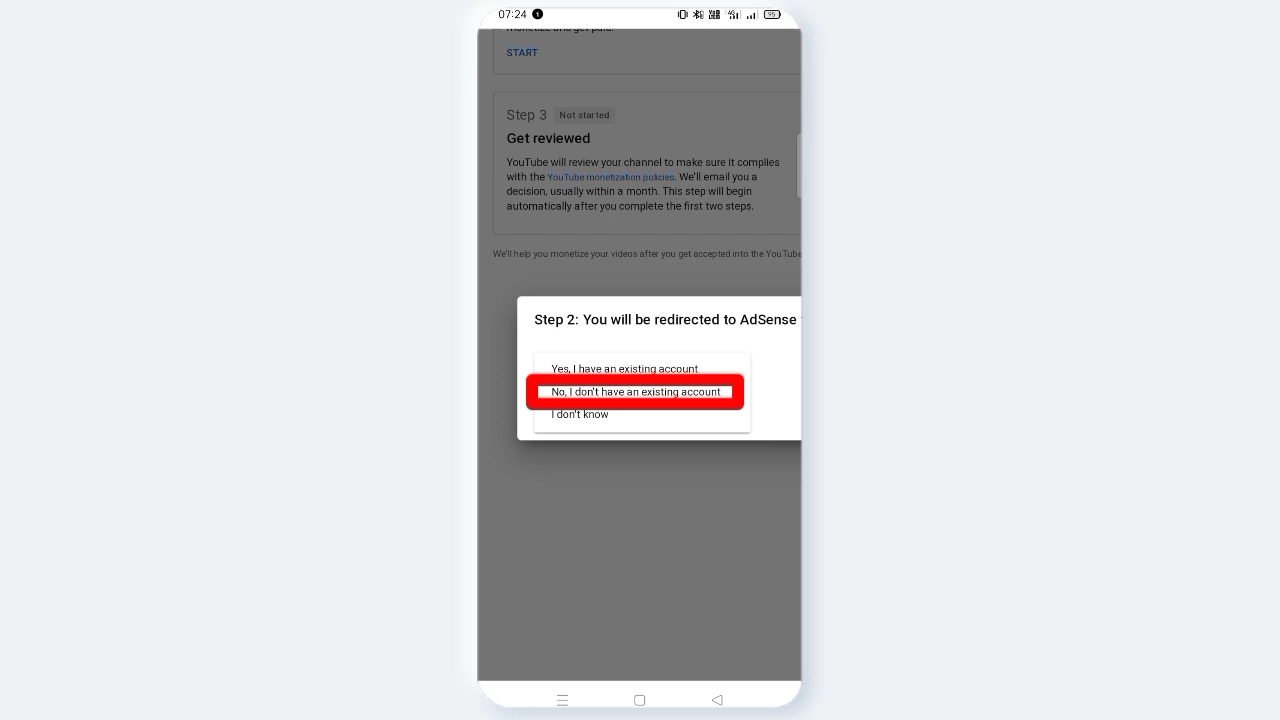 07:24
monetize and get paid.
START
Step 3 Not started
Get reviewed
YouTube will review your channel to make sure it complies
with the YouTube monetization policies. We'll email you a
decision, usually within a month. This step will begin
automatically after you complete the first two steps.
We'll help you monetize your videos after you get accepted into the YouTube
Step 2: You will be redirected to AdSense
Yes, I have an existing account
No, I don't have an existing account
I don't know